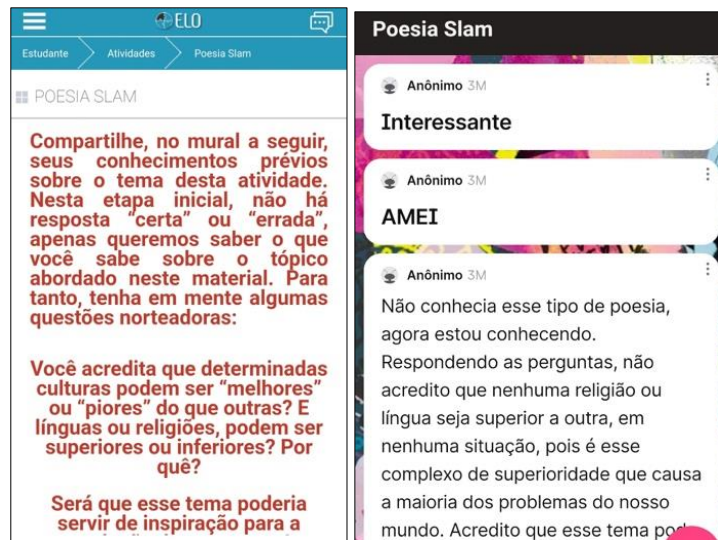 ELO
Estudante
Atividades
Poesia Slam
POESIA SLAM
Compartilhe, no mural a seguir,
seus conhecimentos prévios
sobre o tema desta atividade.
Nesta etapa inicial, não há
resposta “certa” ou “errada”,
apenas queremos saber o que
você sabe sobre o tópico
abordado neste material. Para
tanto, tenha em mente algumas
questões norteadoras:
Você acredita que determinadas
culturas podem ser “melhores”
ou “piores” do que outras? E
línguas ou religiões, podem ser
superiores ou inferiores? Por
quê?
Será que esse tema poderia
servir de inspiração para a
Poesia Slam
Anônimo 3M
Interessante
Anônimo 3M
AMEI
Anônimo 3M
Não conhecia esse tipo de poesia,
agora estou conhecendo.
Respondendo as perguntas, não
acredito que nenhuma religião ou
língua seja superior a outra, em
nenhuma situação, pois é esse
complexo de superioridade que causa
a maioria dos problemas do nosso
mundo. Acredito que esse tema